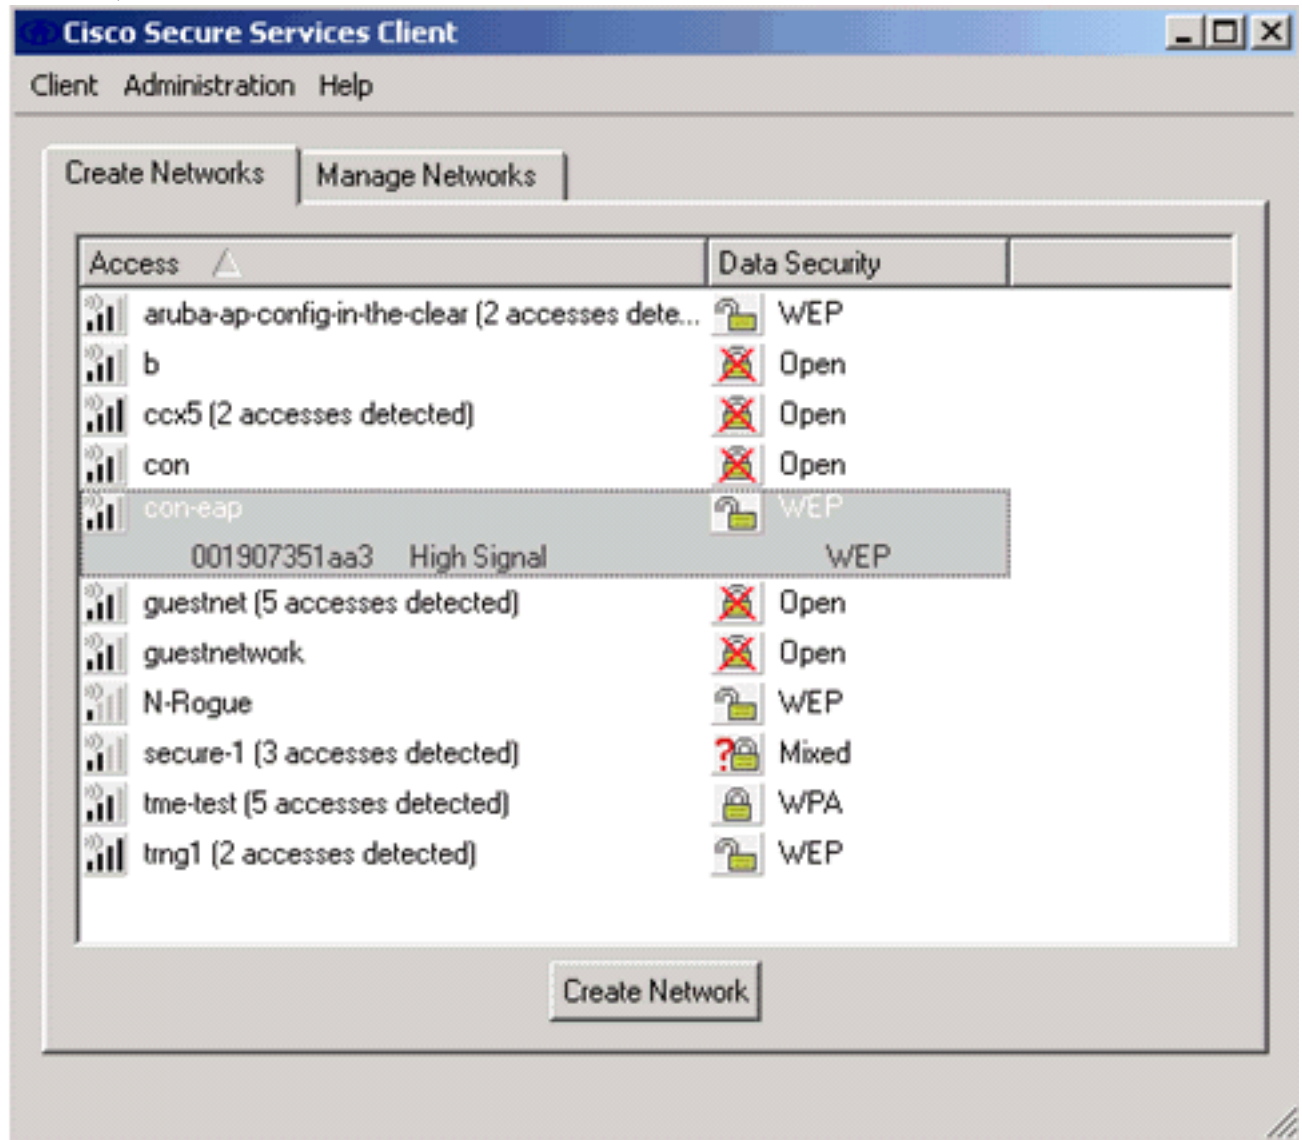 Cisco Secure Services Client
Client Administration Help
Create Networks Manage Networks
Access Data Security
aruba-ap-config-in-the-clear (2 accesses dete... WEP
b Open
ccx5 (2 accesses detected) Open
con Open
con-eap WEP
001907351aa3 High Signal WEP
guestnet (5 accesses detected) Open
guestnetwork Open
N-Rogue WEP
secure-1 (3 accesses detected) Mixed
tme-test (5 accesses detected) WPA
trng1 (2 accesses detected) WEP
Create Network